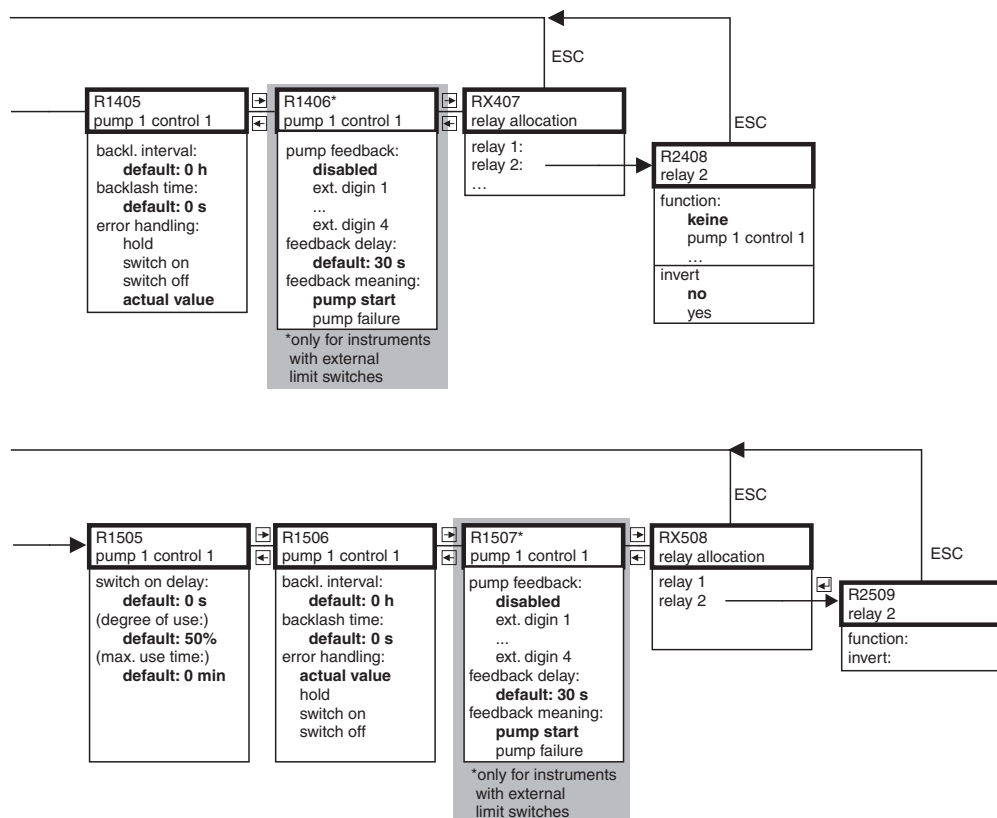 ESC
R1405
pump 1 control 1
backl. interval:
default: 0 h
backlash time:
default: 0 s
error handling:
hold
switch on
switch off
actual value
R1406*
pump 1 control 1
pump feedback:
disabled
ext. digin 1
...
ext. digin 4
feedback delay:
default: 30 s
feedback meaning:
pump start
pump failure
*only for instruments
with external
limit switches
RX407
relay allocation
relay 1:
relay 2:
…
ESC
R2408
relay 2
function:
keine
pump 1 control 1
…
invert
no
yes
R1505
pump 1 control 1
switch on delay:
default: 0 s
(degree of use:)
default: 50%
(max. use time:)
default: 0 min
R1506
pump 1 control 1
backl. interval:
default: 0 h
backlash time:
default: 0 s
error handling:
actual value
hold
switch on
switch off
R1507*
pump 1 control 1
pump feedback:
disabled
ext. digin 1
...
ext. digin 4
feedback delay:
default: 30 s
feedback meaning:
pump start
pump failure
*only for instruments
with external
limit switches
ESC
RX508
relay allocation
relay 1
relay 2
ESC
R2509
relay 2
function:
invert: